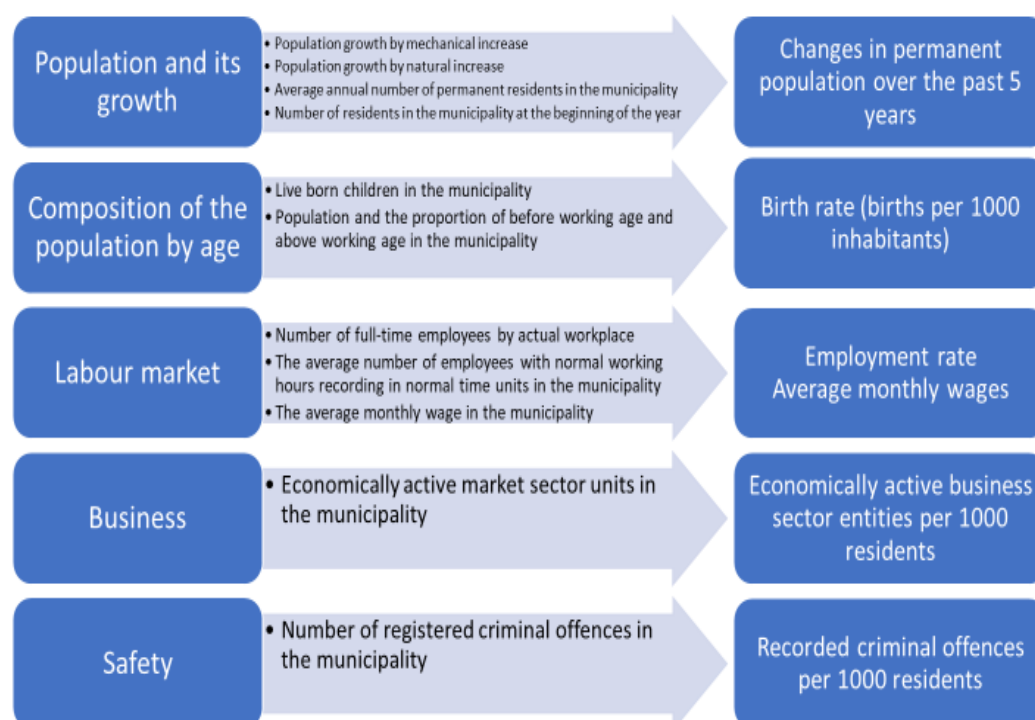 Population and its
growth
• Population growth by mechanical increase
• Population growth by natural increase
• Average annual number of permanent residents in the municipality
• Number of residents in the municipality at the beginning of the year
Changes in permanent
population over the past 5
years
Composition of the
population by age
• Live born children in the municipality
• Population and the proportion of before working age and
above working age in the municipality
Birth rate (births per 1000
inhabitants)
Labour market
• Number of full-time employees by actual workplace
• The average number of employees with normal working
hours recording in normal time units in the municipality
• The average monthly wage in the municipality
Employment rate
Average monthly wages
Business
• Economically active market sector units in
the municipality
Economically active business
sector entities per 1000
residents
Safety
• Number of registered criminal offences in
the municipality
Recorded criminal offences
per 1000 residents